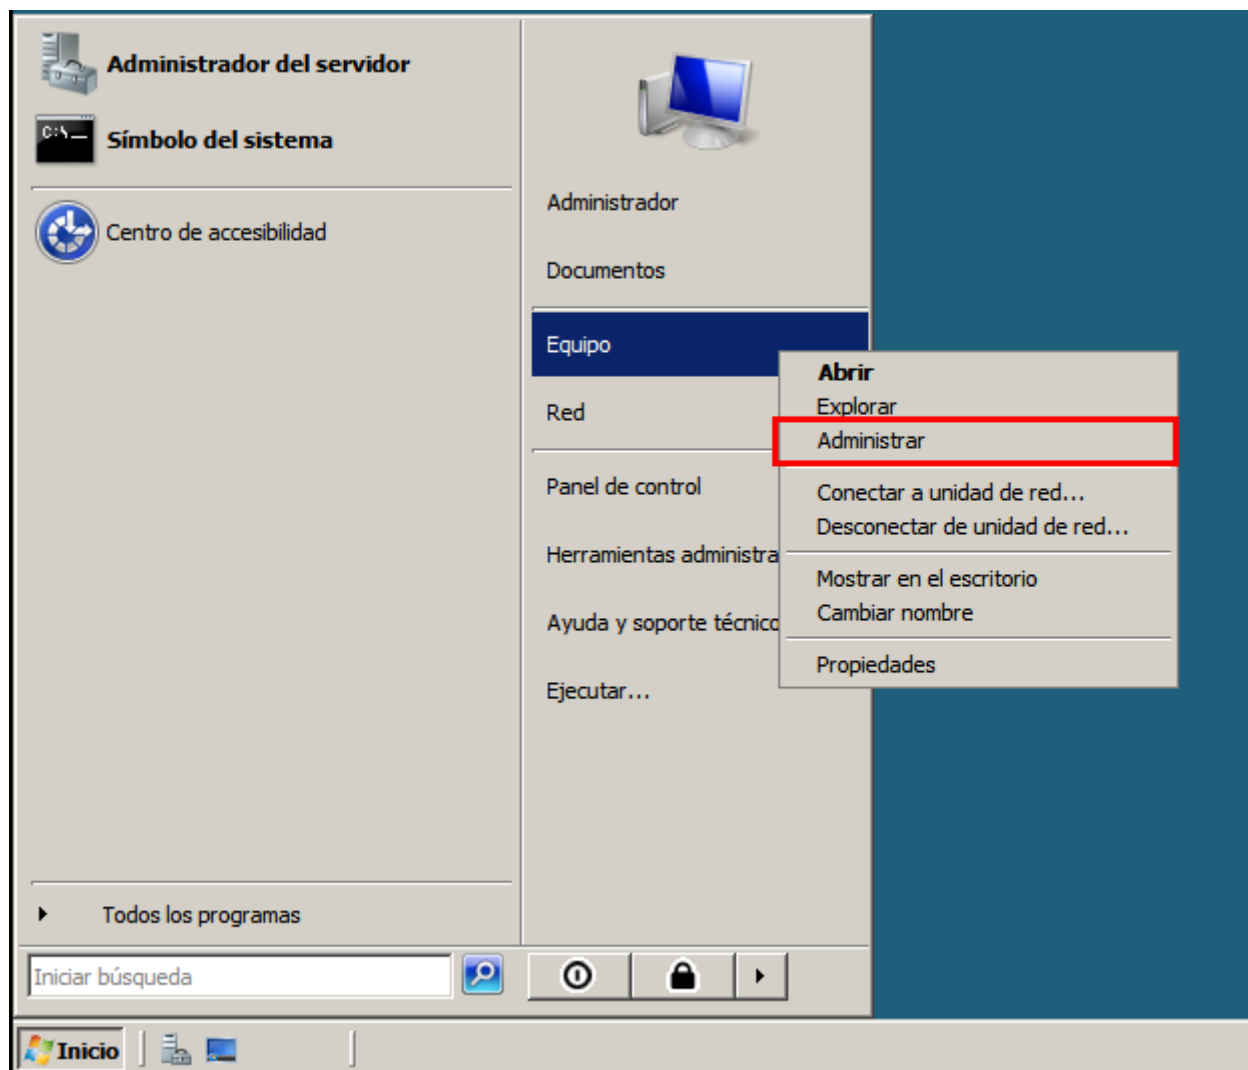 Administrador del servidor
C:\
Símbolo del sistema
Centro de accesibilidad
Todos los programas
Iniciar búsqueda
Administrador
Documentos
Equipo
Red
Panel de control
Herramientas administra
Ayuda y soporte técnico
Ejecutar...
Abrir
Explorar
Administrar
Conectar a unidad de red...
Desconectar de unidad de red...
Mostrar en el escritorio
Cambiar nombre
Propiedades
Inicio